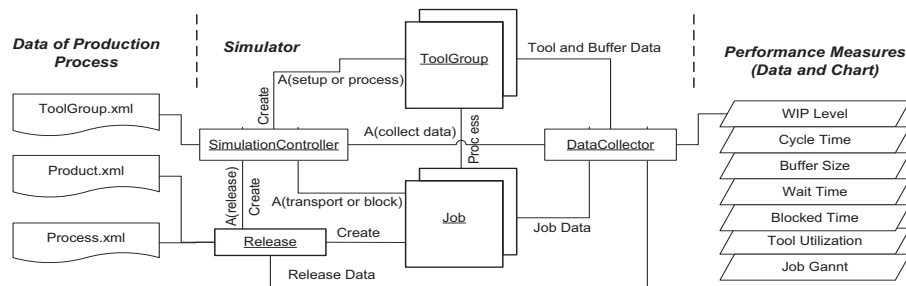 Data of Production
Process
Simulator
Performance Measures
(Data and Chart)
ToolGroup.xml
Product.xml
Process.xml
Create
A(setup or process)
ToolGroup
Tool and Buffer Data
SimulationController
A(collect data)
Proc ess
DataCollector
A(release)
Create
A(transport or block)
Job
Job Data
Release
Create
Release Data
WIP Level
Cycle Time
Buffer Size
Wait Time
Blocked Time
Tool Utilization
Job Gannt